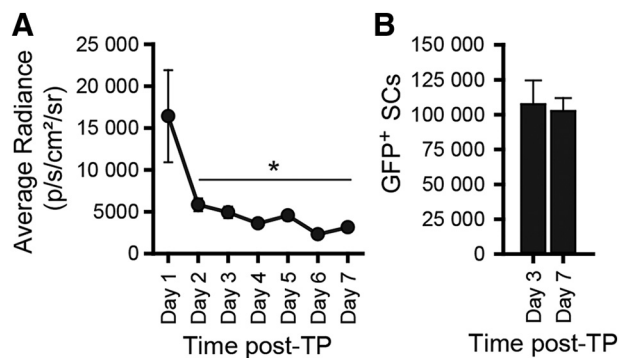 A
Average Radiance
(p/s/cm²/sr)
25 000
20 000
15 000
10 000
5000
0
*
Day 1
Day 2
Day 3
Day 4
Day 5
Day 6
Day 7
Time post-TP
B
GFP⁺ SCs
150 000
125 000
100 000
75 000
50 000
25 000
0
Day 3
Day 7
Time post-TP